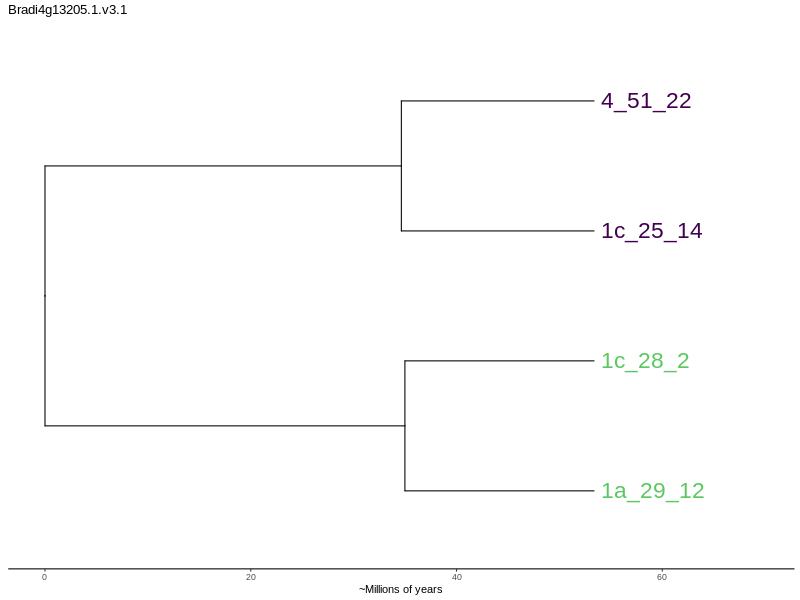 Bradi4g13205.1.v3.1
4_51_22
1c_25_14
1c_28_2
1a_29_12
0 20 40 60
~Millions of years